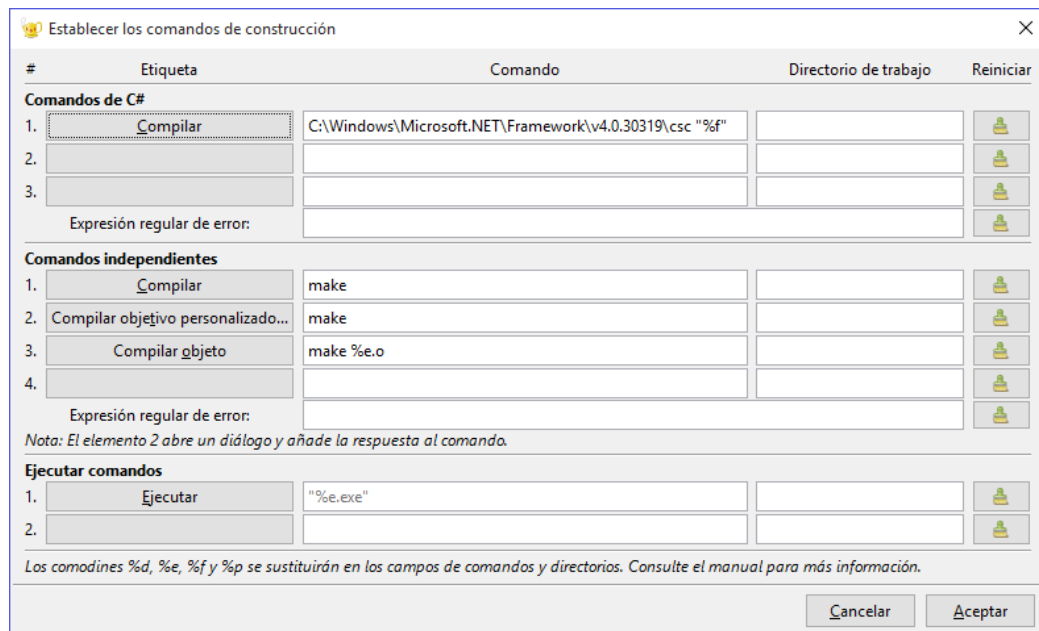 Establecer los comandos de construcción
# Etiqueta Comando Directorio de trabajo Reiniciar
Comandos de C#
1. Compilar C:\Windows\Microsoft.NET\Framework\v4.0.30319\csc "%f"
2.
3.
Expresión regular de error:
Comandos independientes
1. Compilar make
2. Compilar objetivo personalizado... make
3. Compilar objeto make %e.o
4.
Expresión regular de error:
Nota: El elemento 2 abre un diálogo y añade la respuesta al comando.
Ejecutar comandos
1. Ejecutar "%e.exe"
2.
Los comodines %d, %e, %f y %p se sustituirán en los campos de comandos y directorios. Consulte el manual para más información.
Cancelar Aceptar